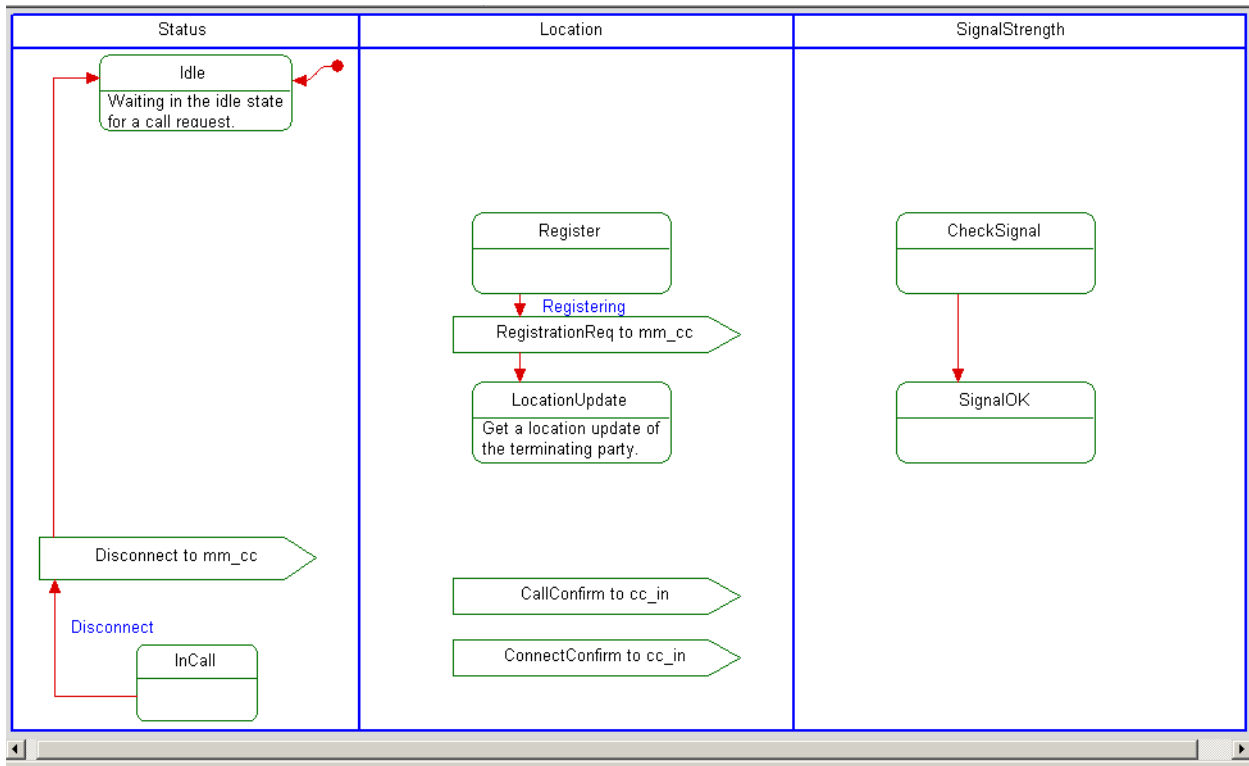 Status
Location
SignalStrength
Idle
Waiting in the idle state
for a call request.
Register
CheckSignal
Registering
RegistrationReq to mm_cc
LocationUpdate
Get a location update of
the terminating party.
SignalOK
Disconnect to mm_cc
CallConfirm to cc_in
Disconnect
ConnectConfirm to cc_in
InCall